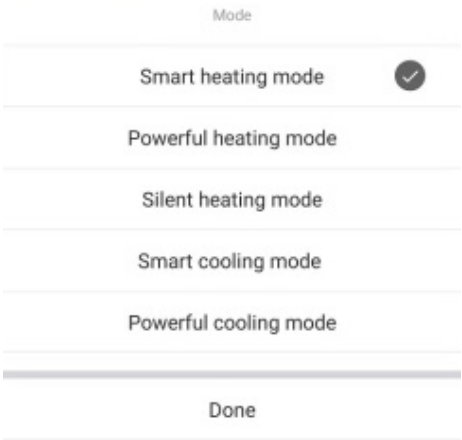 Mode
Smart heating mode
Powerful heating mode
Silent heating mode
Smart cooling mode
Powerful cooling mode
Done